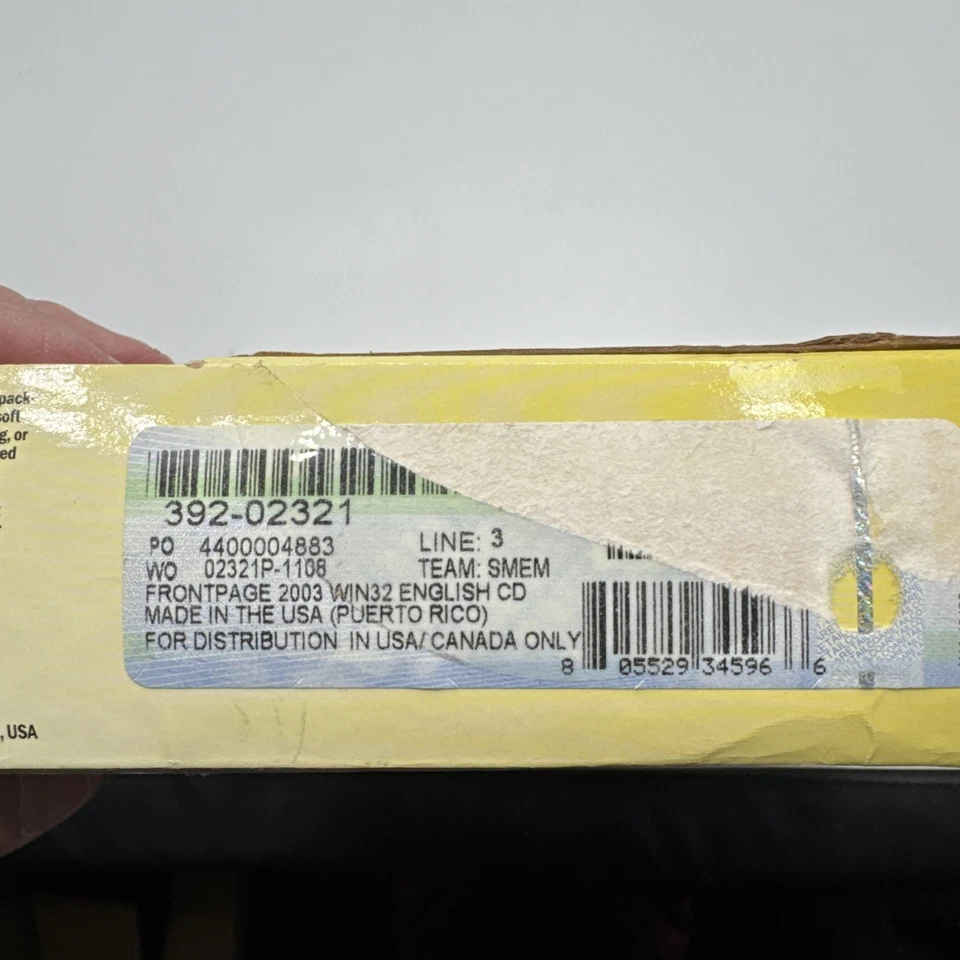 pack-
soft
g, or
ed
392-02321
PO 4400004883
LINE: 3
WO 02321P-1108
TEAM: SMEM
FRONTPAGE 2003 WIN32 ENGLISH CD
MADE IN THE USA (PUERTO RICO)
FOR DISTRIBUTION IN USA/ CANADA ONLY
8 05529 34596 6
, USA